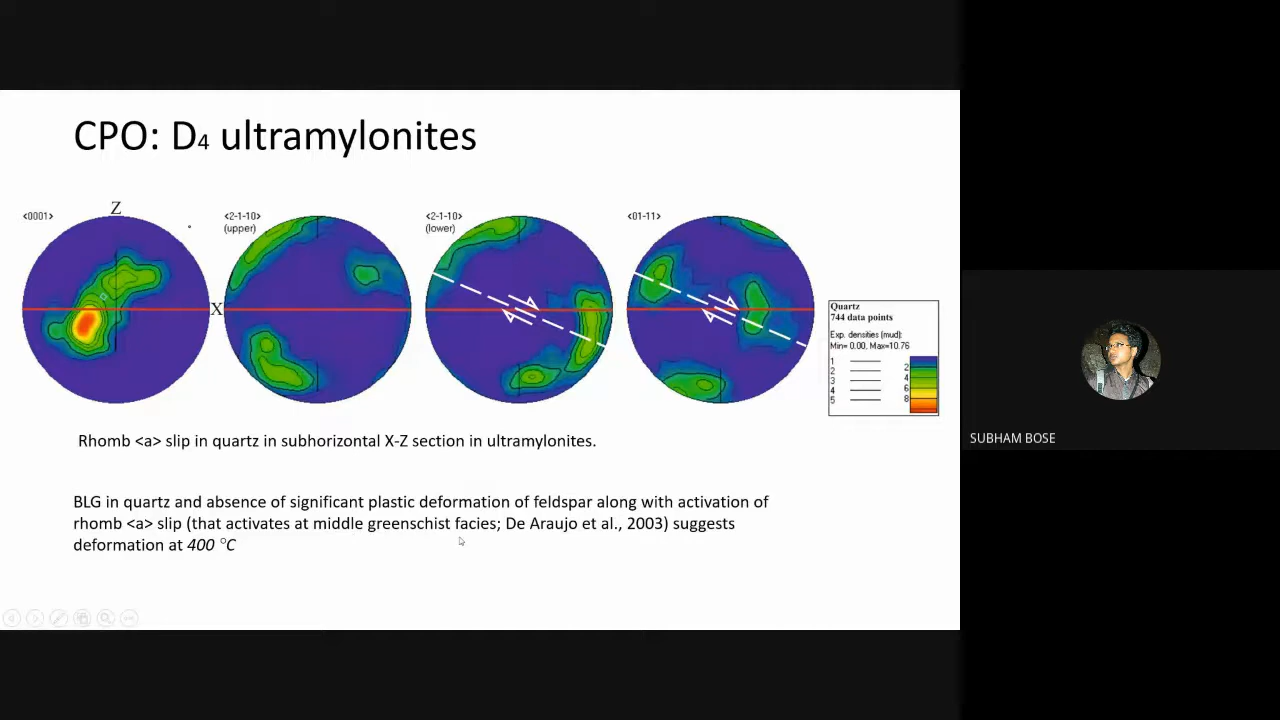 CPO: D4 ultramylonites
Z
<0001>
<2-1-10>
(upper)
<2-1-10>
(lower)
<01-11>
X
Quartz
744 data points
Exp. densities (mud):
Min= 0.00, Max=10.76
1
2
3
4
5
2
4
6
8
Rhomb <a> slip in quartz in subhorizontal X-Z section in ultramylonites.
BLG in quartz and absence of significant plastic deformation of feldspar along with activation of
rhomb <a> slip (that activates at middle greenschist facies; De Araujo et al., 2003) suggests
deformation at 400 °C
SUBHAM BOSE